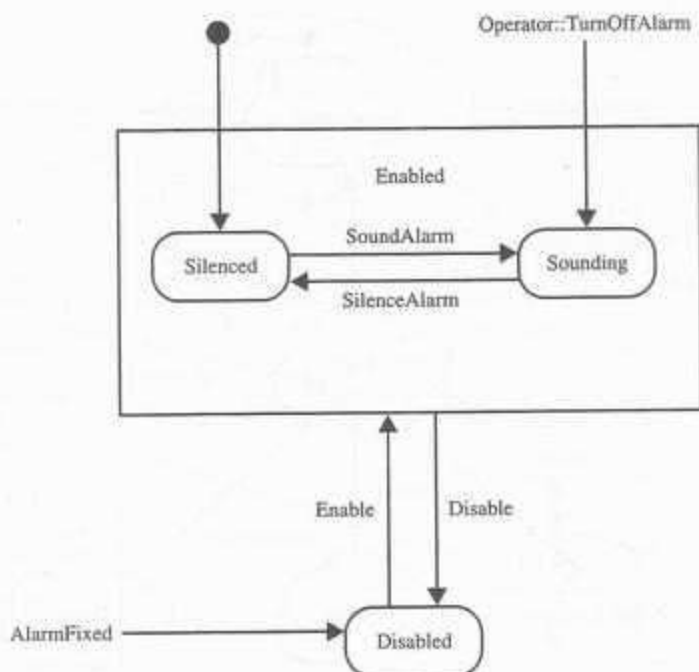 Operator::TurnOffAlarm
Enabled
SoundAlarm
Silenced
Sounding
SilenceAlarm
Enable
Disable
AlarmFixed
Disabled